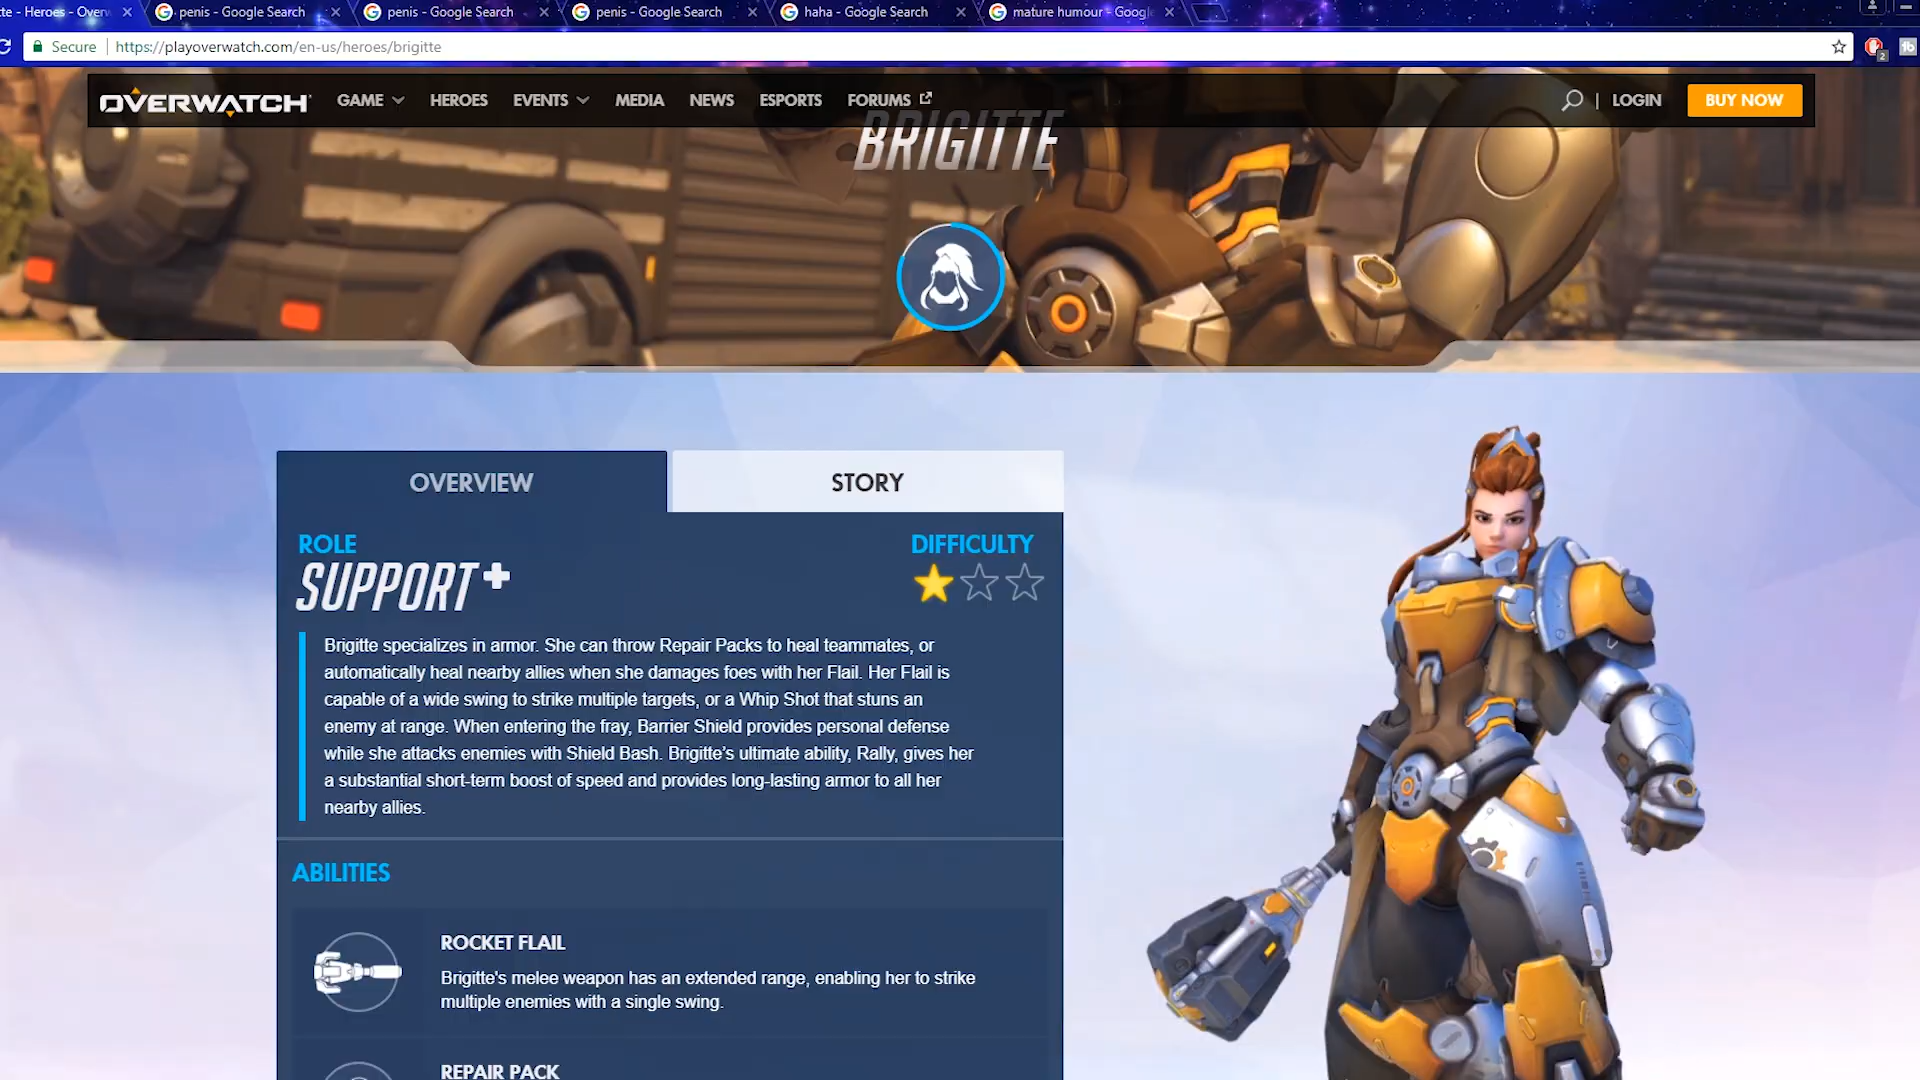 te - Heroes - Overw
penis - Google Search
penis - Google Search
penis - Google Search
haha - Google Search
mature humour - Googl
Secure
https://playoverwatch.com/en-us/heroes/brigitte
2
OVERWATCH
GAME
HEROES
EVENTS
MEDIA
NEWS
ESPORTS
FORUMS
LOGIN
BUY NOW
BRIGITTE
OVERVIEW
STORY
ROLE
SUPPORT
DIFFICULTY
Brigitte specializes in armor. She can throw Repair Packs to heal teammates, or
automatically heal nearby allies when she damages foes with her Flail. Her Flail is
capable of a wide swing to strike multiple targets, or a Whip Shot that stuns an
enemy at range. When entering the fray, Barrier Shield provides personal defense
while she attacks enemies with Shield Bash. Brigitte's ultimate ability, Rally, gives her
a substantial short-term boost of speed and provides long-lasting armor to all her
nearby allies.
ABILITIES
ROCKET FLAIL
Brigitte's melee weapon has an extended range, enabling her to strike
multiple enemies with a single swing.
REPAIR PACK